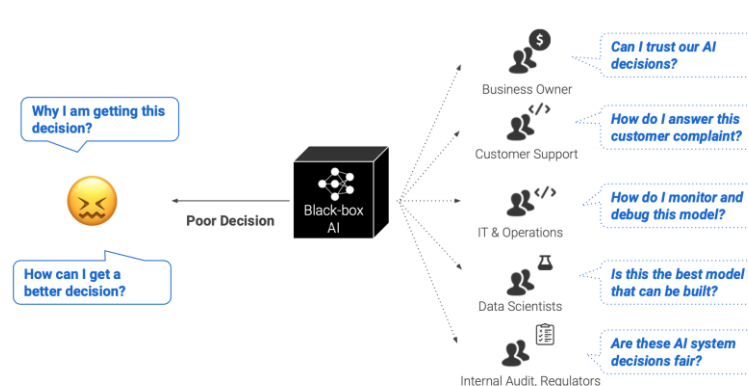 Why I am getting this
decision?
How can I get a
better decision?
Poor Decision
Black-box
AI
$
Business Owner
Can I trust our AI
decisions?
</>
Customer Support
How do I answer this
customer complaint?
</>
IT & Operations
How do I monitor and
debug this model?
Data Scientists
Is this the best model
that can be built?
Internal Audit, Regulators
Are these AI system
decisions fair?